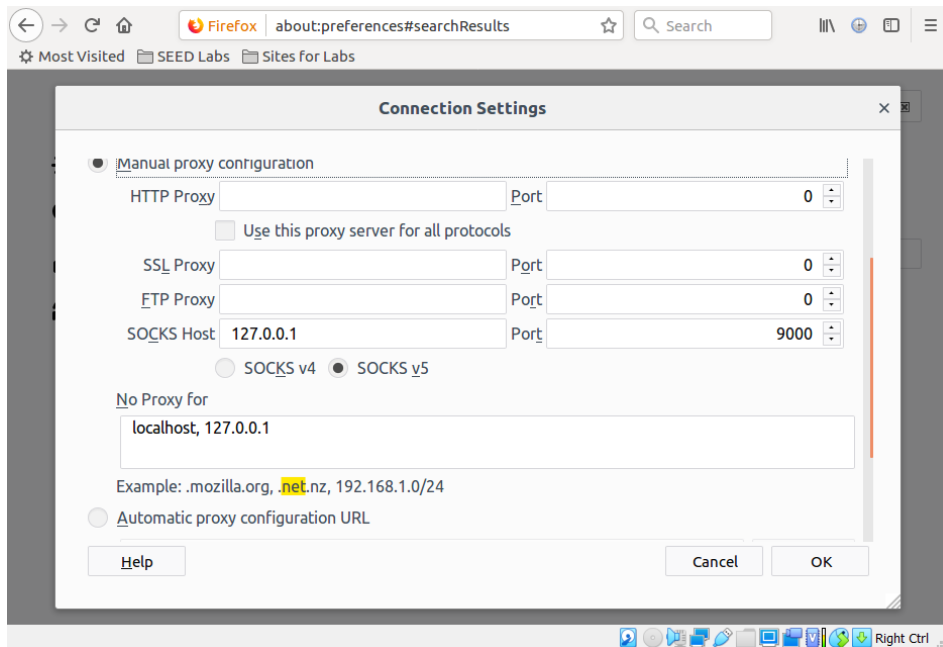 Firefox about:preferences#searchResults Search
Most Visited SEED Labs Sites for Labs
Connection Settings
Manual proxy configuration
HTTP Proxy Port 0
Use this proxy server for all protocols
SSL Proxy Port 0
FTP Proxy Port 0
SOCKS Host 127.0.0.1 Port 9000
SOCKS v4 SOCKS v5
No Proxy for
localhost, 127.0.0.1
Example: .mozilla.org, .net.nz, 192.168.1.0/24
Automatic proxy configuration URL
Help Cancel OK
Right Ctrl